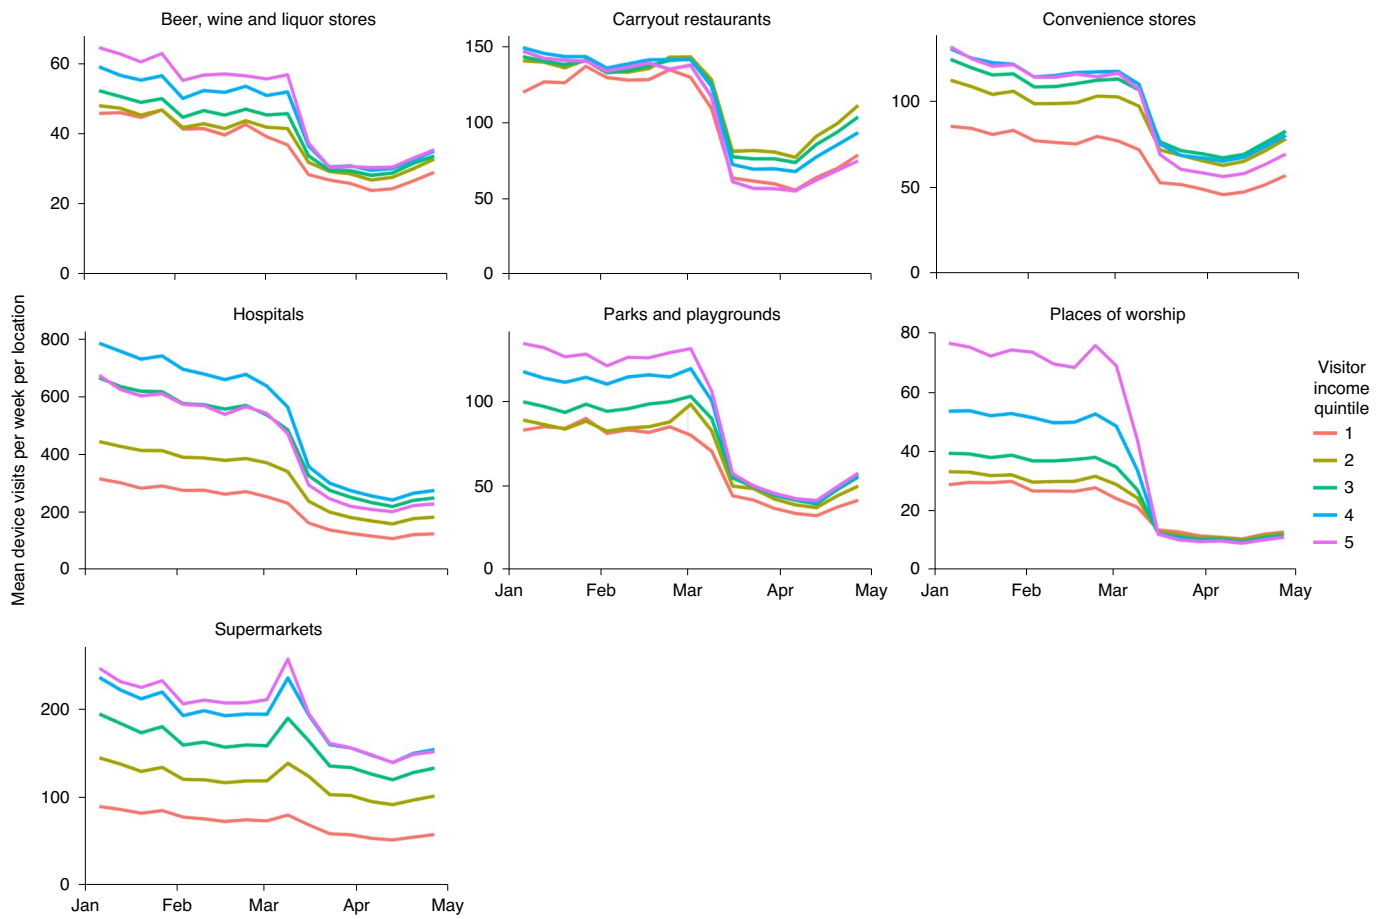 Beer, wine and liquor stores
Carryout restaurants
Convenience stores
60
40
20
0
150
100
50
0
100
50
0
Mean device visits per week per location
Hospitals
Parks and playgrounds
Places of worship
800
600
400
200
0
100
50
0
Jan Feb Mar Apr May
80
60
40
20
0
Jan Feb Mar Apr May
Visitor
income
quintile
1
2
3
4
5
Supermarkets
200
100
0
Jan Feb Mar Apr May